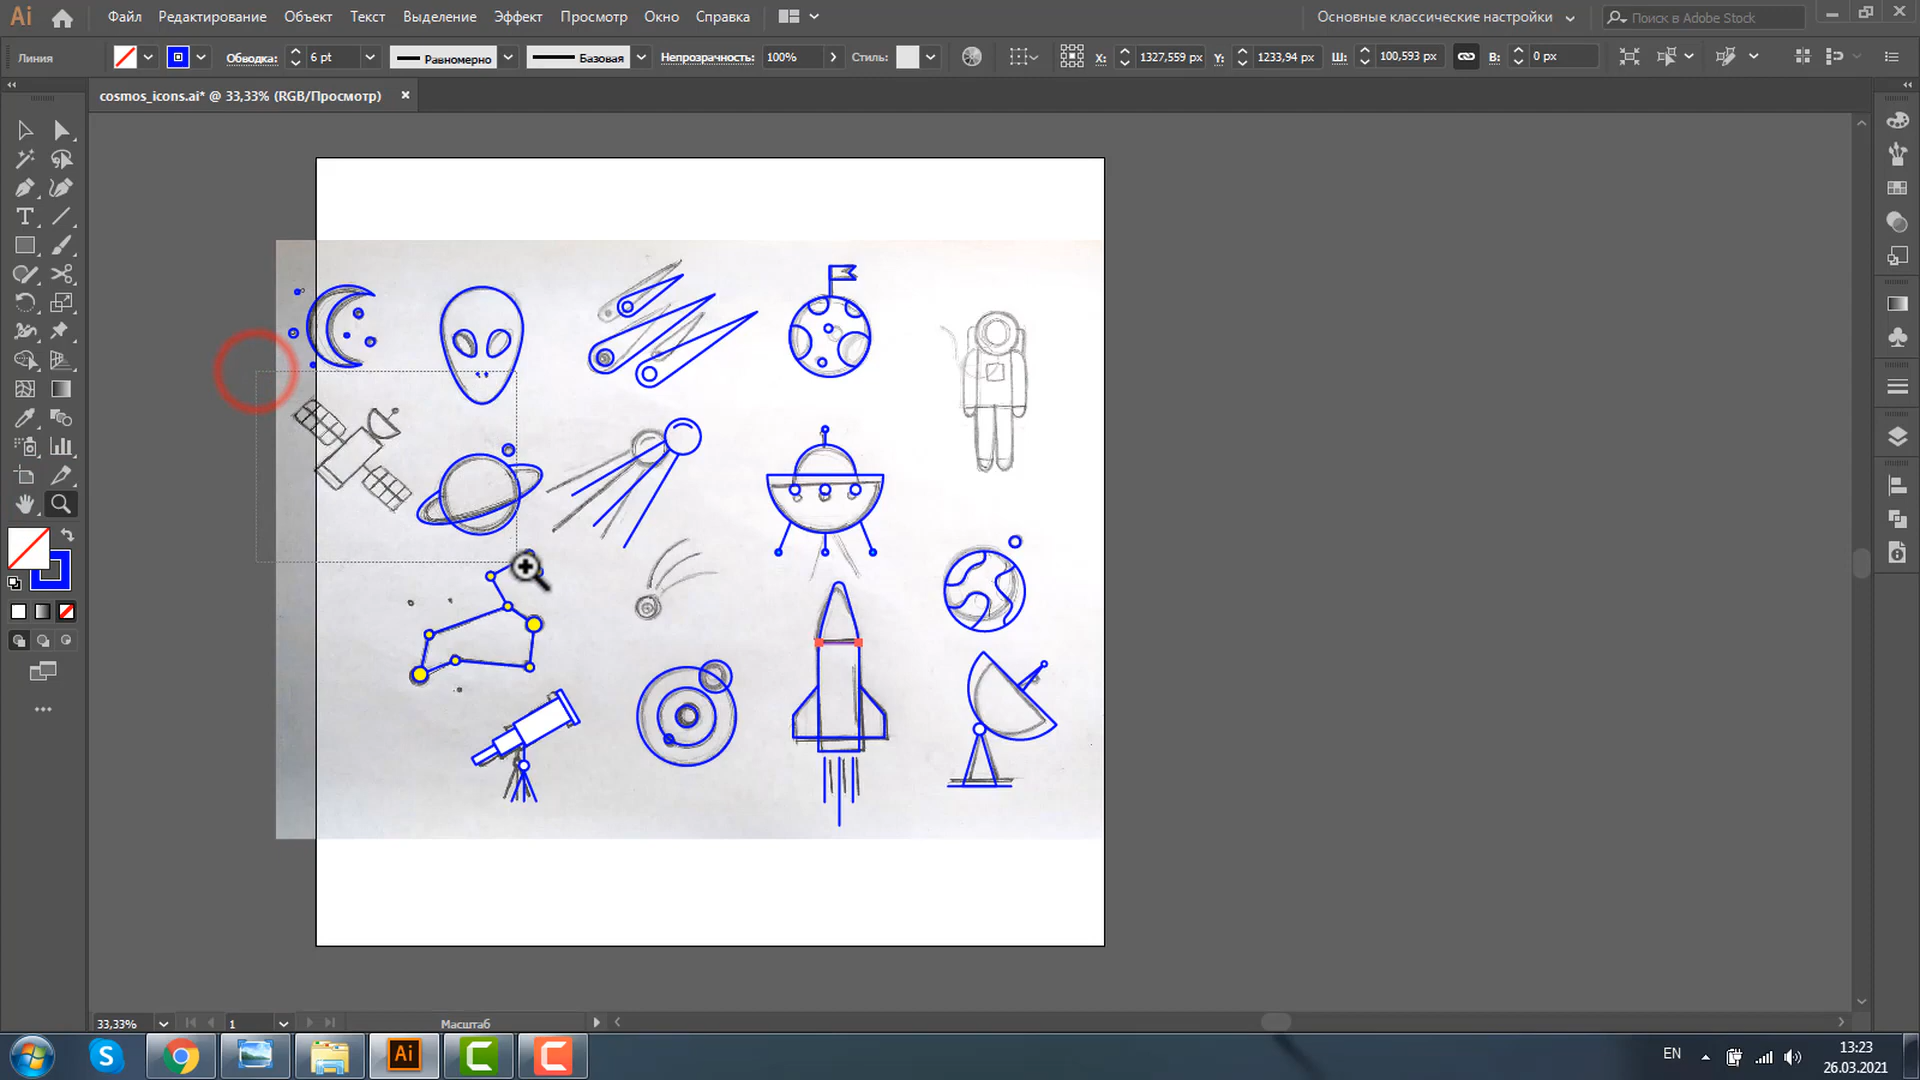 Ai Файл Редактирование Объект Текст Выделение Эффект Просмотр Окно Справка Основные классические настройки Поиск в Adobe Stock
Линия Обводка: 6 pt Равномерно Базовая Непрозрачность: 100% Стиль: X: 1327,559 px Y: 1233,94 px Ш: 100,593 px В: 0 px
cosmos_icons.ai* @ 33,33% (RGB/Просмотр)
33,33% 1 Масштаб
Ai
EN 13:23
26.03.2021